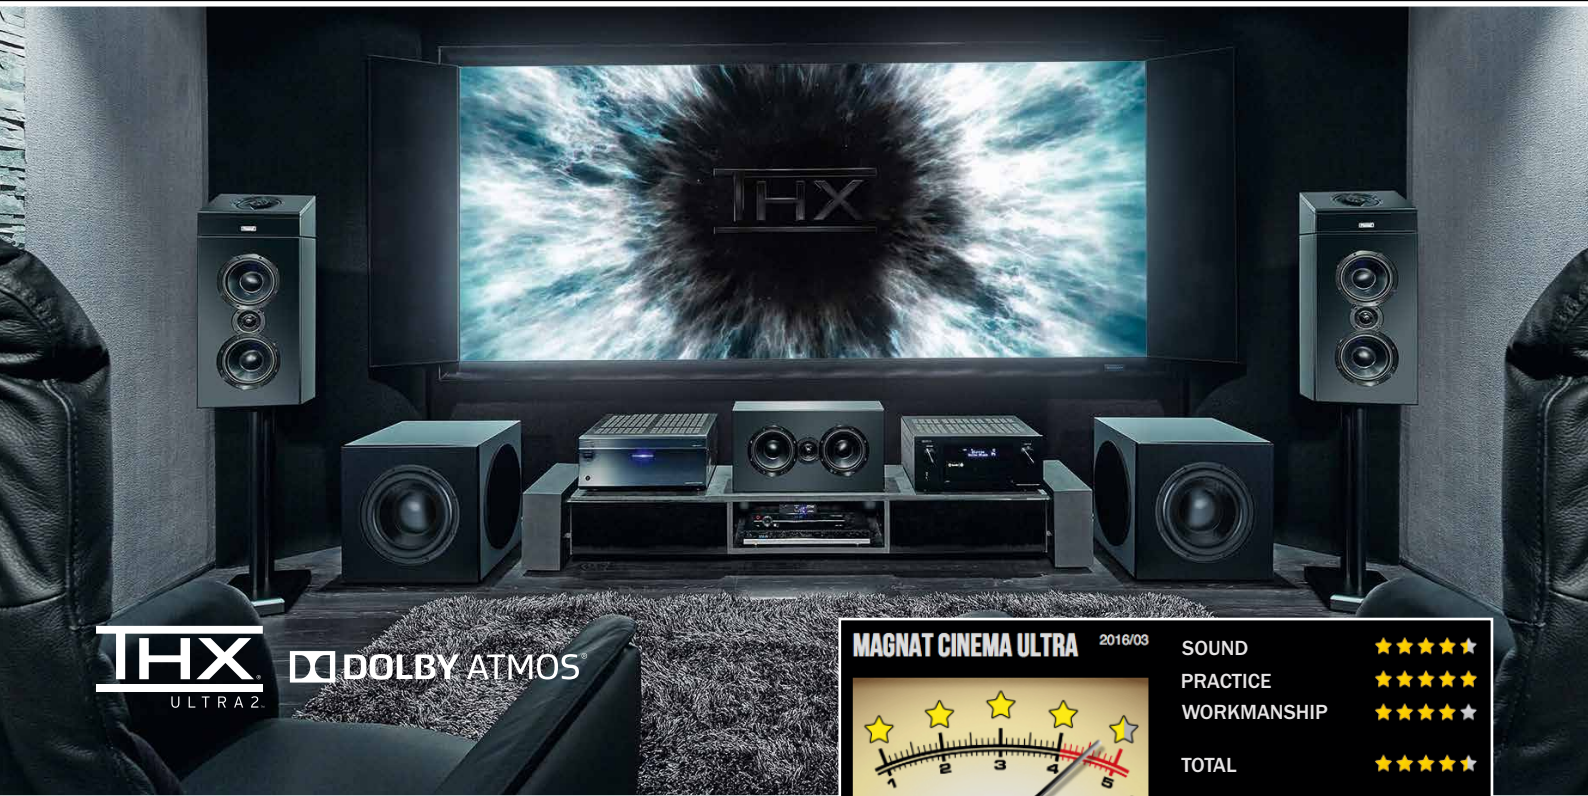 THX
THX
ULTRA2
DOLBY ATMOS®
MAGNAT CINEMA ULTRA 2016/03
SOUND
PRACTICE
WORKMANSHIP
TOTAL
1 2 3 4 5